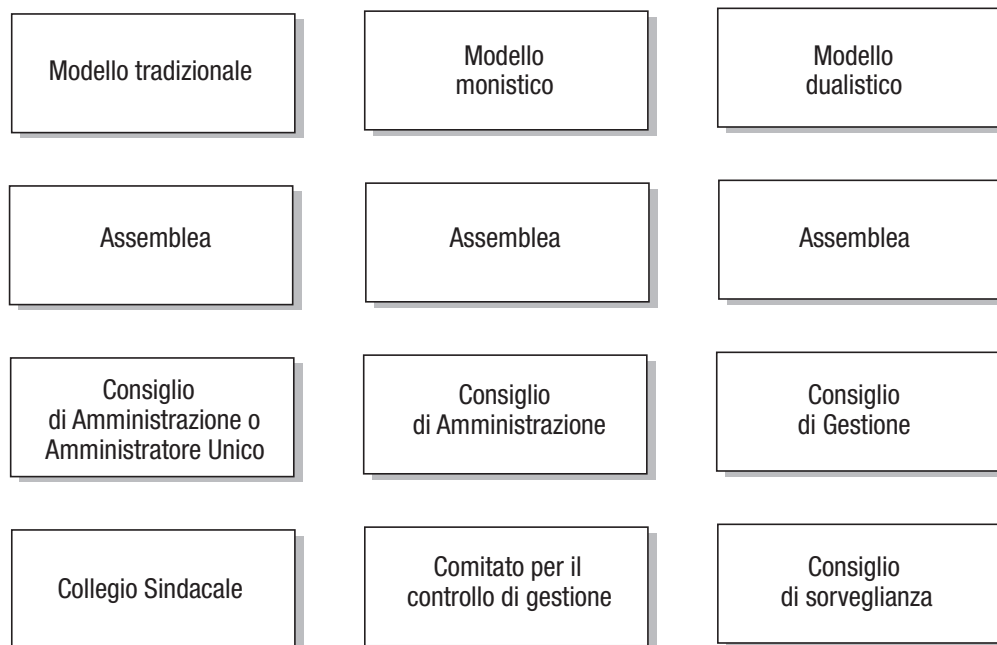 Modello tradizionale
Modello
monistico
Modello
dualistico
Assemblea
Assemblea
Assemblea
Consiglio
di Amministrazione o
Amministratore Unico
Consiglio
di Amministrazione
Consiglio
di Gestione
Collegio Sindacale
Comitato per il
controllo di gestione
Consiglio
di sorveglianza